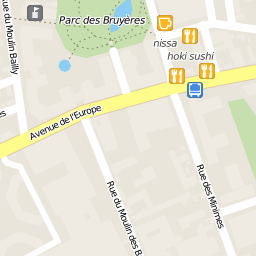 Parc des Bruyères
Avenue du Moulin Bailly
nissa
hoki sushi
Avenue de l'Europe
Rue du Moulin des B
Rue des Minimes